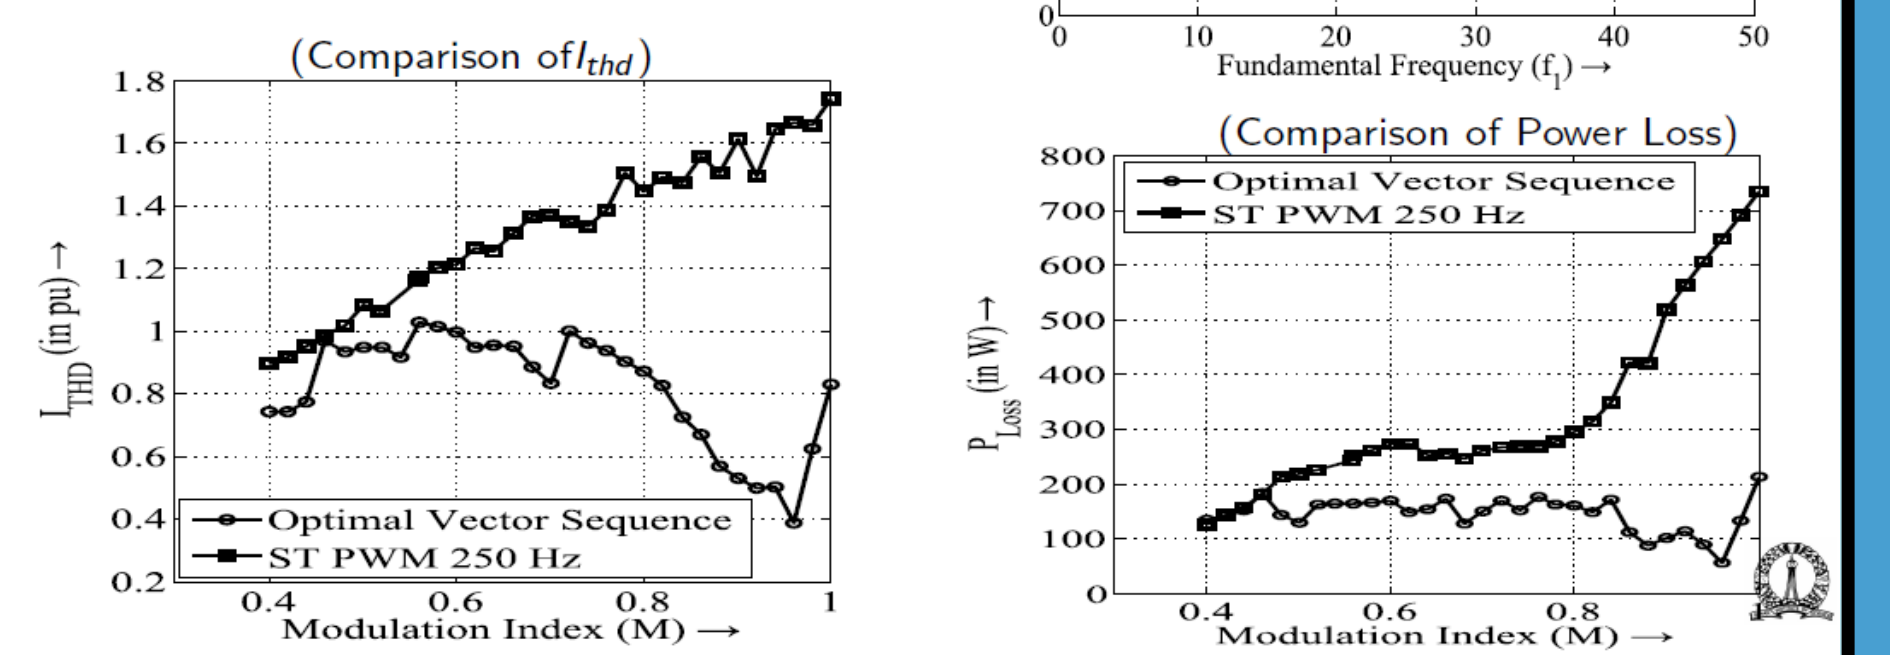 (Comparison of I_thd)
1.8
1.6
1.4
1.2
1
0.8
0.6
0.4
0.2
I_THD (in pu) →
Optimal Vector Sequence
ST PWM 250 Hz
0.4 0.6 0.8 1
Modulation Index (M) →
0
0 10 20 30 40 50
Fundamental Frequency (f_1) →
(Comparison of Power Loss)
800
700
600
500
400
300
200
100
0
P_Loss (in W) →
Optimal Vector Sequence
ST PWM 250 Hz
0.4 0.6 0.8 1
Modulation Index (M) →